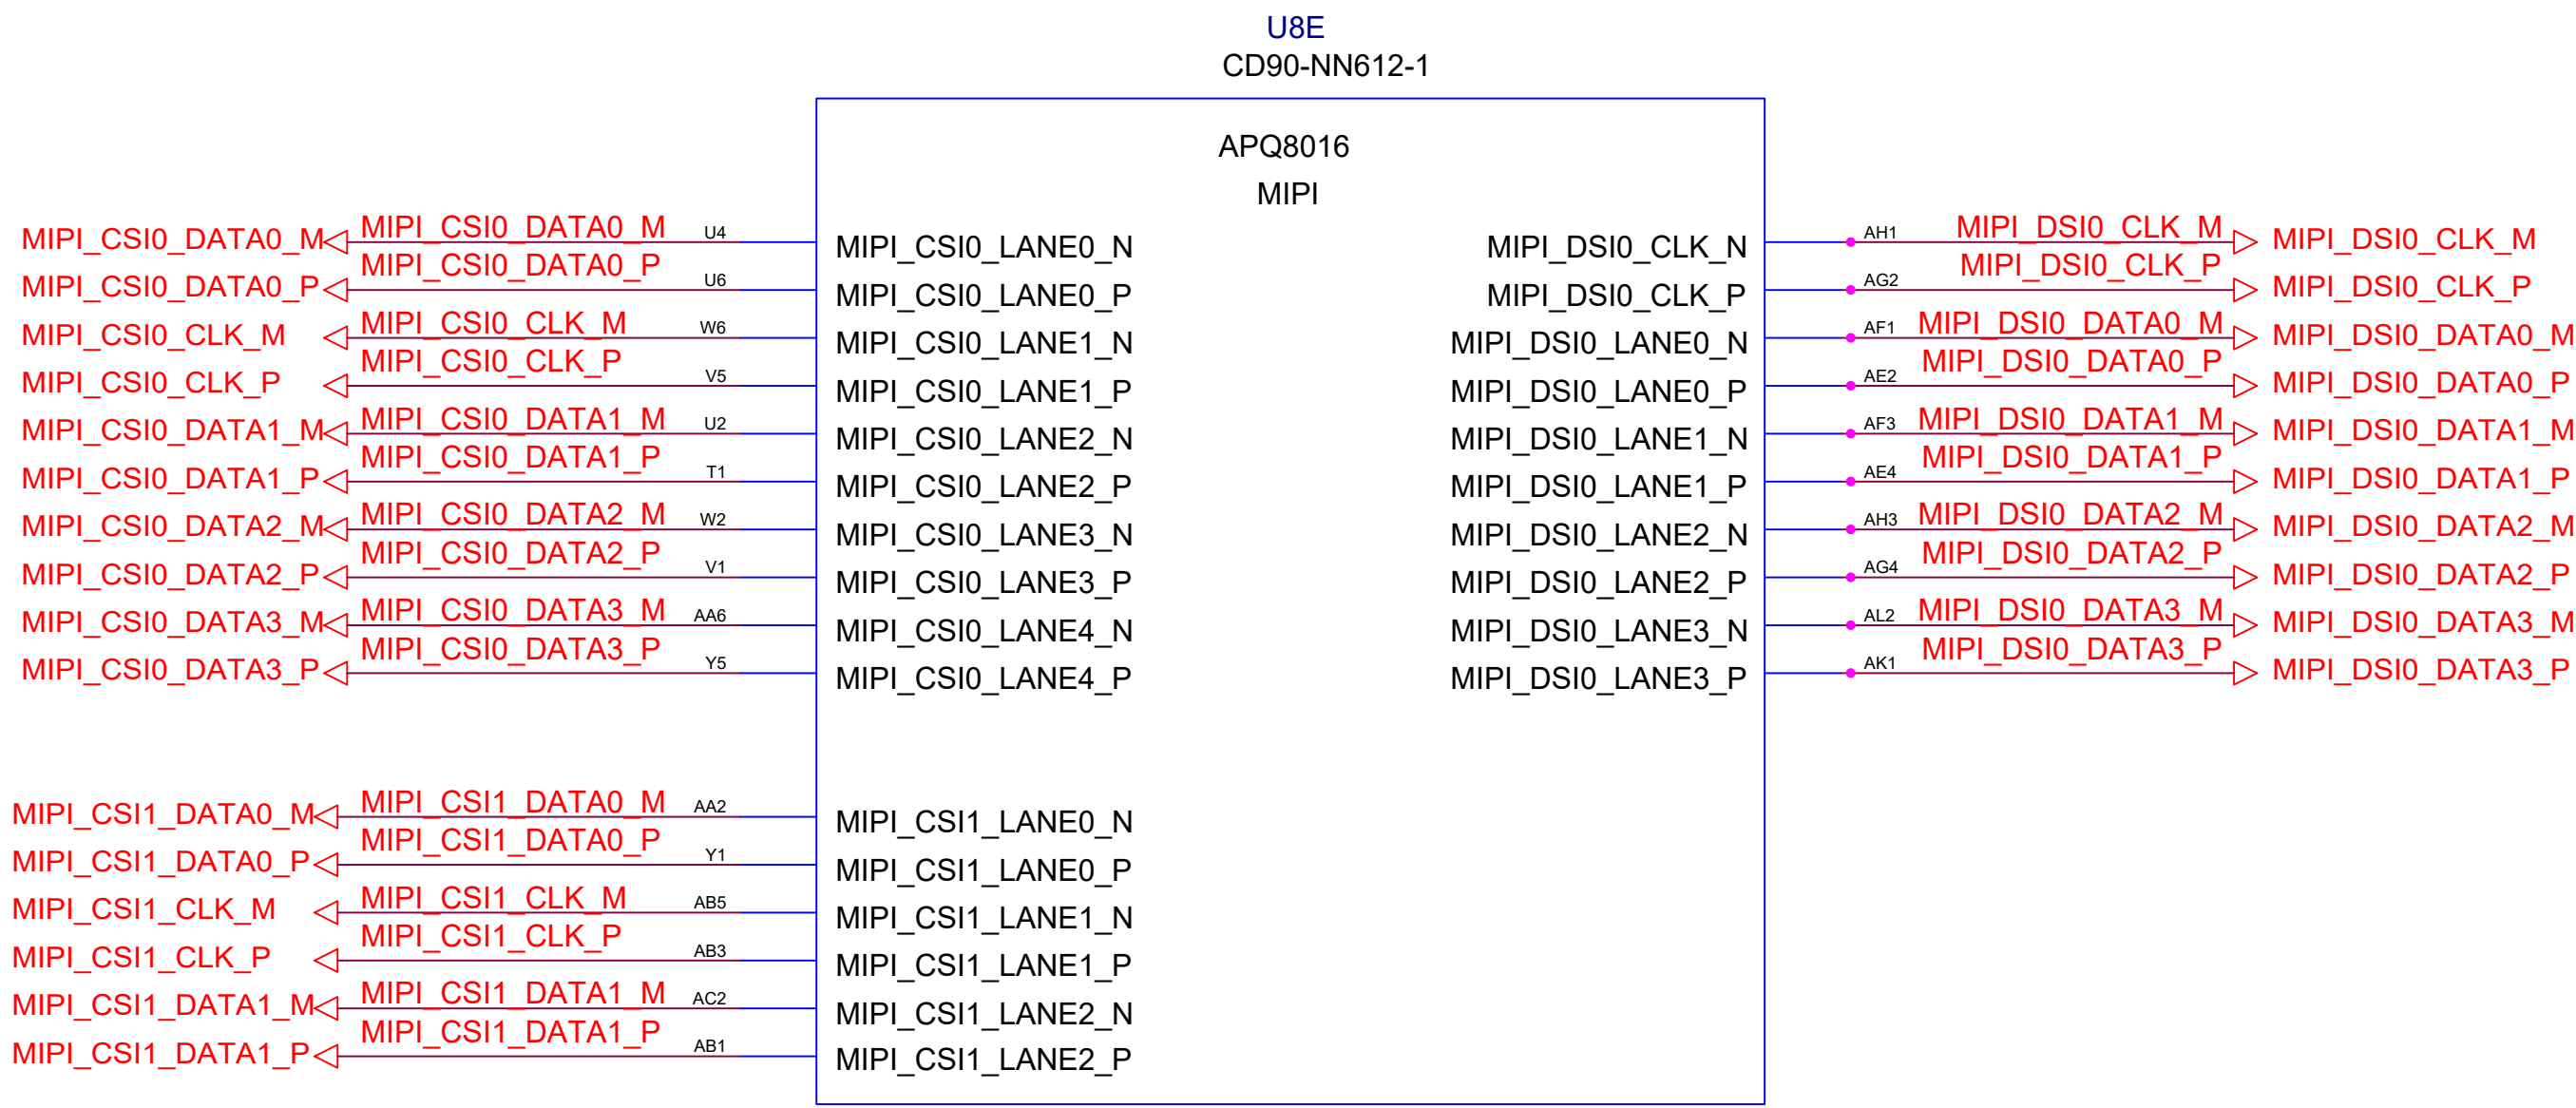 U8E
CD90-NN612-1
APQ8016
MIPI
MIPI_CSI0_DATA0_M MIPI_CSI0_DATA0_M U4 MIPI_CSI0_LANE0_N MIPI_DSI0_CLK_N AH1 MIPI_DSI0_CLK_M MIPI_DSI0_CLK_M
MIPI_CSI0_DATA0_P MIPI_CSI0_DATA0_P U6 MIPI_CSI0_LANE0_P MIPI_DSI0_CLK_P AG2 MIPI_DSI0_CLK_P MIPI_DSI0_CLK_P
MIPI_CSI0_CLK_M MIPI_CSI0_CLK_M W6 MIPI_CSI0_LANE1_N MIPI_DSI0_LANE0_N AF1 MIPI_DSI0_DATA0_M MIPI_DSI0_DATA0_M
MIPI_CSI0_CLK_P MIPI_CSI0_CLK_P V5 MIPI_CSI0_LANE1_P MIPI_DSI0_LANE0_P AE2 MIPI_DSI0_DATA0_P MIPI_DSI0_DATA0_P
MIPI_CSI0_DATA1_M MIPI_CSI0_DATA1_M U2 MIPI_CSI0_LANE2_N MIPI_DSI0_LANE1_N AF3 MIPI_DSI0_DATA1_M MIPI_DSI0_DATA1_M
MIPI_CSI0_DATA1_P MIPI_CSI0_DATA1_P T1 MIPI_CSI0_LANE2_P MIPI_DSI0_LANE1_P AE4 MIPI_DSI0_DATA1_P MIPI_DSI0_DATA1_P
MIPI_CSI0_DATA2_M MIPI_CSI0_DATA2_M W2 MIPI_CSI0_LANE3_N MIPI_DSI0_LANE2_N AH3 MIPI_DSI0_DATA2_M MIPI_DSI0_DATA2_M
MIPI_CSI0_DATA2_P MIPI_CSI0_DATA2_P V1 MIPI_CSI0_LANE3_P MIPI_DSI0_LANE2_P AG4 MIPI_DSI0_DATA2_P MIPI_DSI0_DATA2_P
MIPI_CSI0_DATA3_M MIPI_CSI0_DATA3_M AA6 MIPI_CSI0_LANE4_N MIPI_DSI0_LANE3_N AL2 MIPI_DSI0_DATA3_M MIPI_DSI0_DATA3_M
MIPI_CSI0_DATA3_P MIPI_CSI0_DATA3_P Y5 MIPI_CSI0_LANE4_P MIPI_DSI0_LANE3_P AK1 MIPI_DSI0_DATA3_P MIPI_DSI0_DATA3_P
MIPI_CSI1_DATA0_M MIPI_CSI1_DATA0_M AA2 MIPI_CSI1_LANE0_N
MIPI_CSI1_DATA0_P MIPI_CSI1_DATA0_P Y1 MIPI_CSI1_LANE0_P
MIPI_CSI1_CLK_M MIPI_CSI1_CLK_M AB5 MIPI_CSI1_LANE1_N
MIPI_CSI1_CLK_P MIPI_CSI1_CLK_P AB3 MIPI_CSI1_LANE1_P
MIPI_CSI1_DATA1_M MIPI_CSI1_DATA1_M AC2 MIPI_CSI1_LANE2_N
MIPI_CSI1_DATA1_P MIPI_CSI1_DATA1_P AB1 MIPI_CSI1_LANE2_P